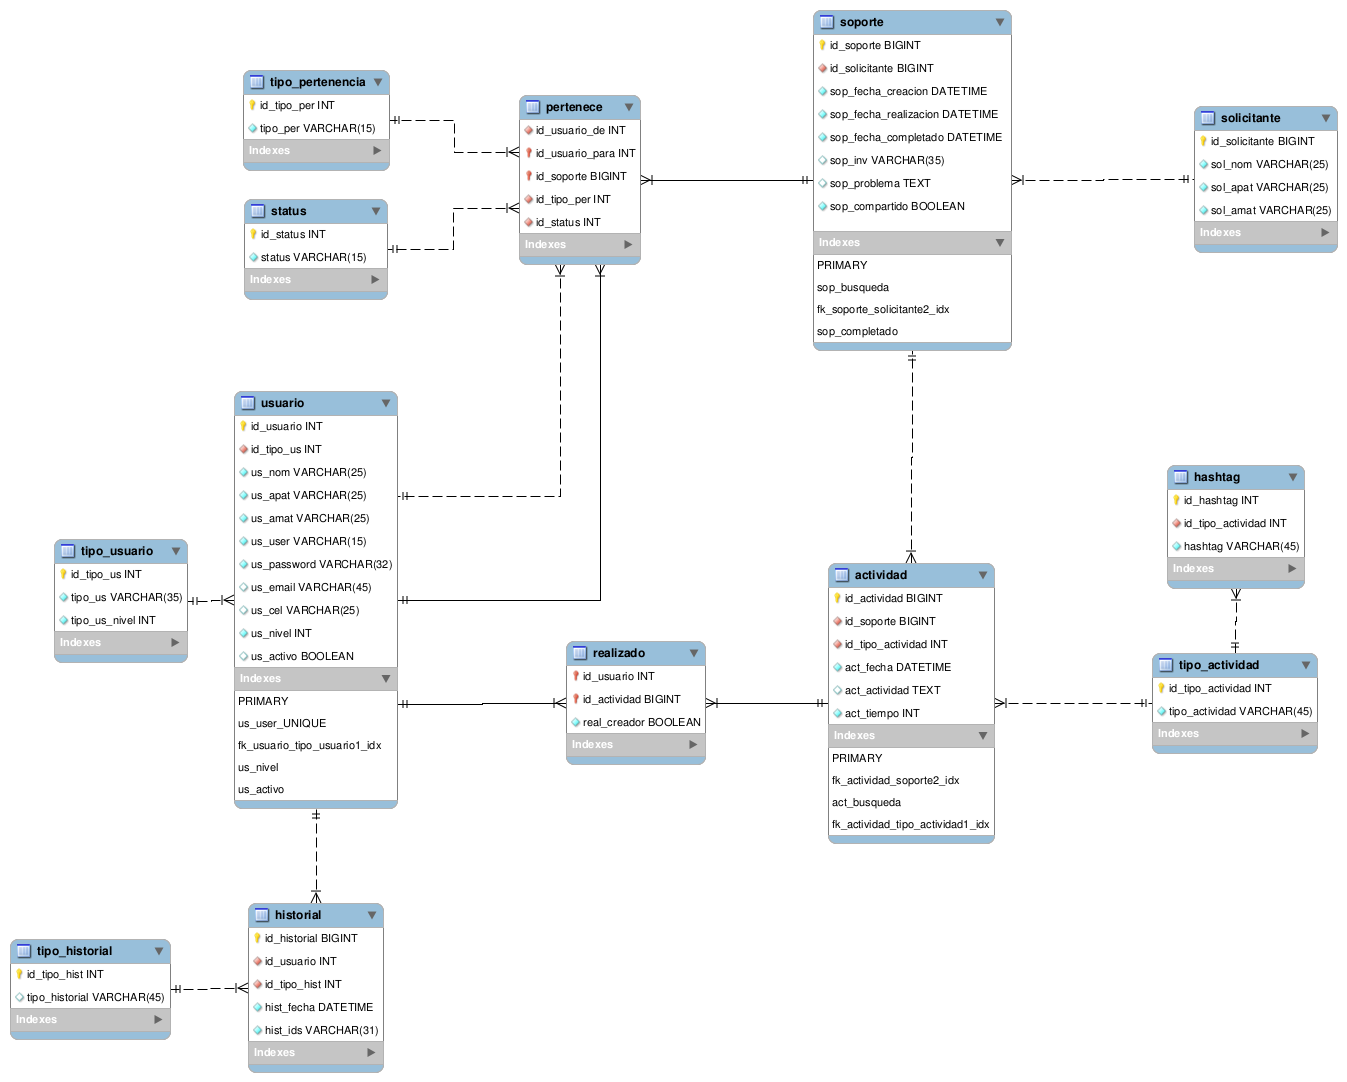 soporte
id_soporte BIGINT
id_solicitante BIGINT
sop_fecha_creacion DATETIME
sop_fecha_realizacion DATETIME
sop_fecha_completado DATETIME
sop_inv VARCHAR(35)
sop_problema TEXT
sop_compartido BOOLEAN
Indexes
PRIMARY
sop_busqueda
fk_soporte_solicitante2_idx
sop_completado
tipo_pertenencia
id_tipo_per INT
tipo_per VARCHAR(15)
Indexes
pertenece
id_usuario_de INT
id_usuario_para INT
id_soporte BIGINT
id_tipo_per INT
id_status INT
Indexes
solicitante
id_solicitante BIGINT
sol_nom VARCHAR(25)
sol_apat VARCHAR(25)
sol_amat VARCHAR(25)
Indexes
status
id_status INT
status VARCHAR(15)
Indexes
usuario
id_usuario INT
id_tipo_us INT
us_nom VARCHAR(25)
us_apat VARCHAR(25)
us_amat VARCHAR(25)
us_user VARCHAR(15)
us_password VARCHAR(32)
us_email VARCHAR(45)
us_cel VARCHAR(25)
us_nivel INT
us_activo BOOLEAN
Indexes
PRIMARY
us_user_UNIQUE
fk_usuario_tipo_usuario1_idx
us_nivel
us_activo
hashtag
id_hashtag INT
id_tipo_actividad INT
hashtag VARCHAR(45)
Indexes
tipo_usuario
id_tipo_us INT
tipo_us VARCHAR(35)
tipo_us_nivel INT
Indexes
actividad
id_actividad BIGINT
id_soporte BIGINT
id_tipo_actividad INT
act_fecha DATETIME
act_actividad TEXT
act_tiempo INT
Indexes
PRIMARY
fk_actividad_soporte2_idx
act_busqueda
fk_actividad_tipo_actividad1_idx
realizado
id_usuario INT
id_actividad BIGINT
real_creador BOOLEAN
Indexes
tipo_actividad
id_tipo_actividad INT
tipo_actividad VARCHAR(45)
Indexes
historial
id_historial BIGINT
id_usuario INT
id_tipo_hist INT
hist_fecha DATETIME
hist_ids VARCHAR(31)
Indexes
tipo_historial
id_tipo_hist INT
tipo_historial VARCHAR(45)
Indexes